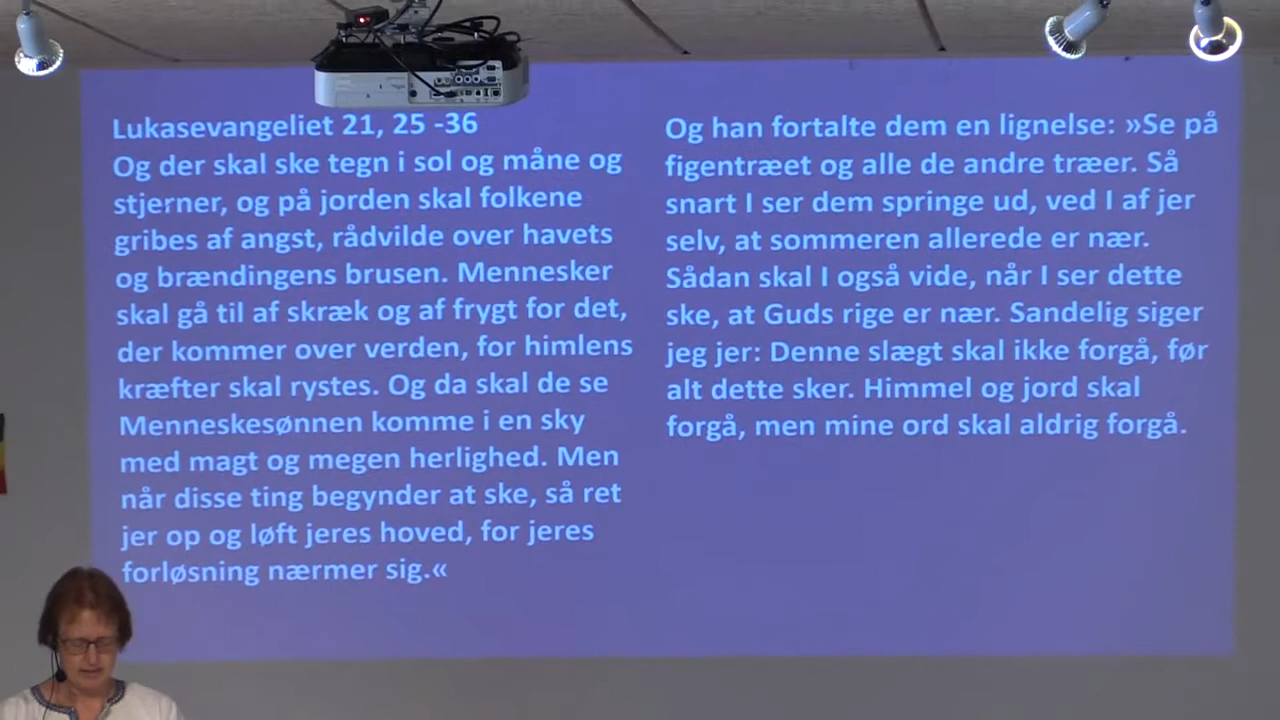 Lukasevangeliet 21, 25 -36
Og der skal ske tegn i sol og måne og
stjerner, og på jorden skal folkene
gribes af angst, rådvilde over havets
og brændingens brusen. Mennesker
skal gå til af skræk og af frygt for det,
der kommer over verden, for himlens
kræfter skal rystes. Og da skal de se
Menneskesønnen komme i en sky
med magt og megen herlighed. Men
når disse ting begynder at ske, så ret
jer op og løft jeres hoved, for jeres
forløsning nærmer sig.«
Og han fortalte dem en lignelse: »Se på
figentræet og alle de andre træer. Så
snart I ser dem springe ud, ved I af jer
selv, at sommeren allerede er nær.
Sådan skal I også vide, når I ser dette
ske, at Guds rige er nær. Sandelig siger
jeg jer: Denne slægt skal ikke forgå, før
alt dette sker. Himmel og jord skal
forgå, men mine ord skal aldrig forgå.